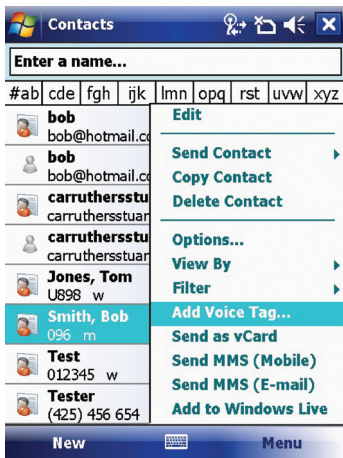 Contacts
Enter a name...
#ab cde fgh ijk lmn opq rst uvw xyz
bob
bob@hotmail.co
bob
bob@hotmail.co
carruthersstu
carruthersstuar
carruthersstu
carruthersstuar
Jones, Tom
U898 w
Smith, Bob
096 m
Test
012345 w
Tester
(425) 456 654
Edit
Send Contact
Copy Contact
Delete Contact
Options...
View By
Filter
Add Voice Tag...
Send as vCard
Send MMS (Mobile)
Send MMS (E-mail)
Add to Windows Live
New Menu